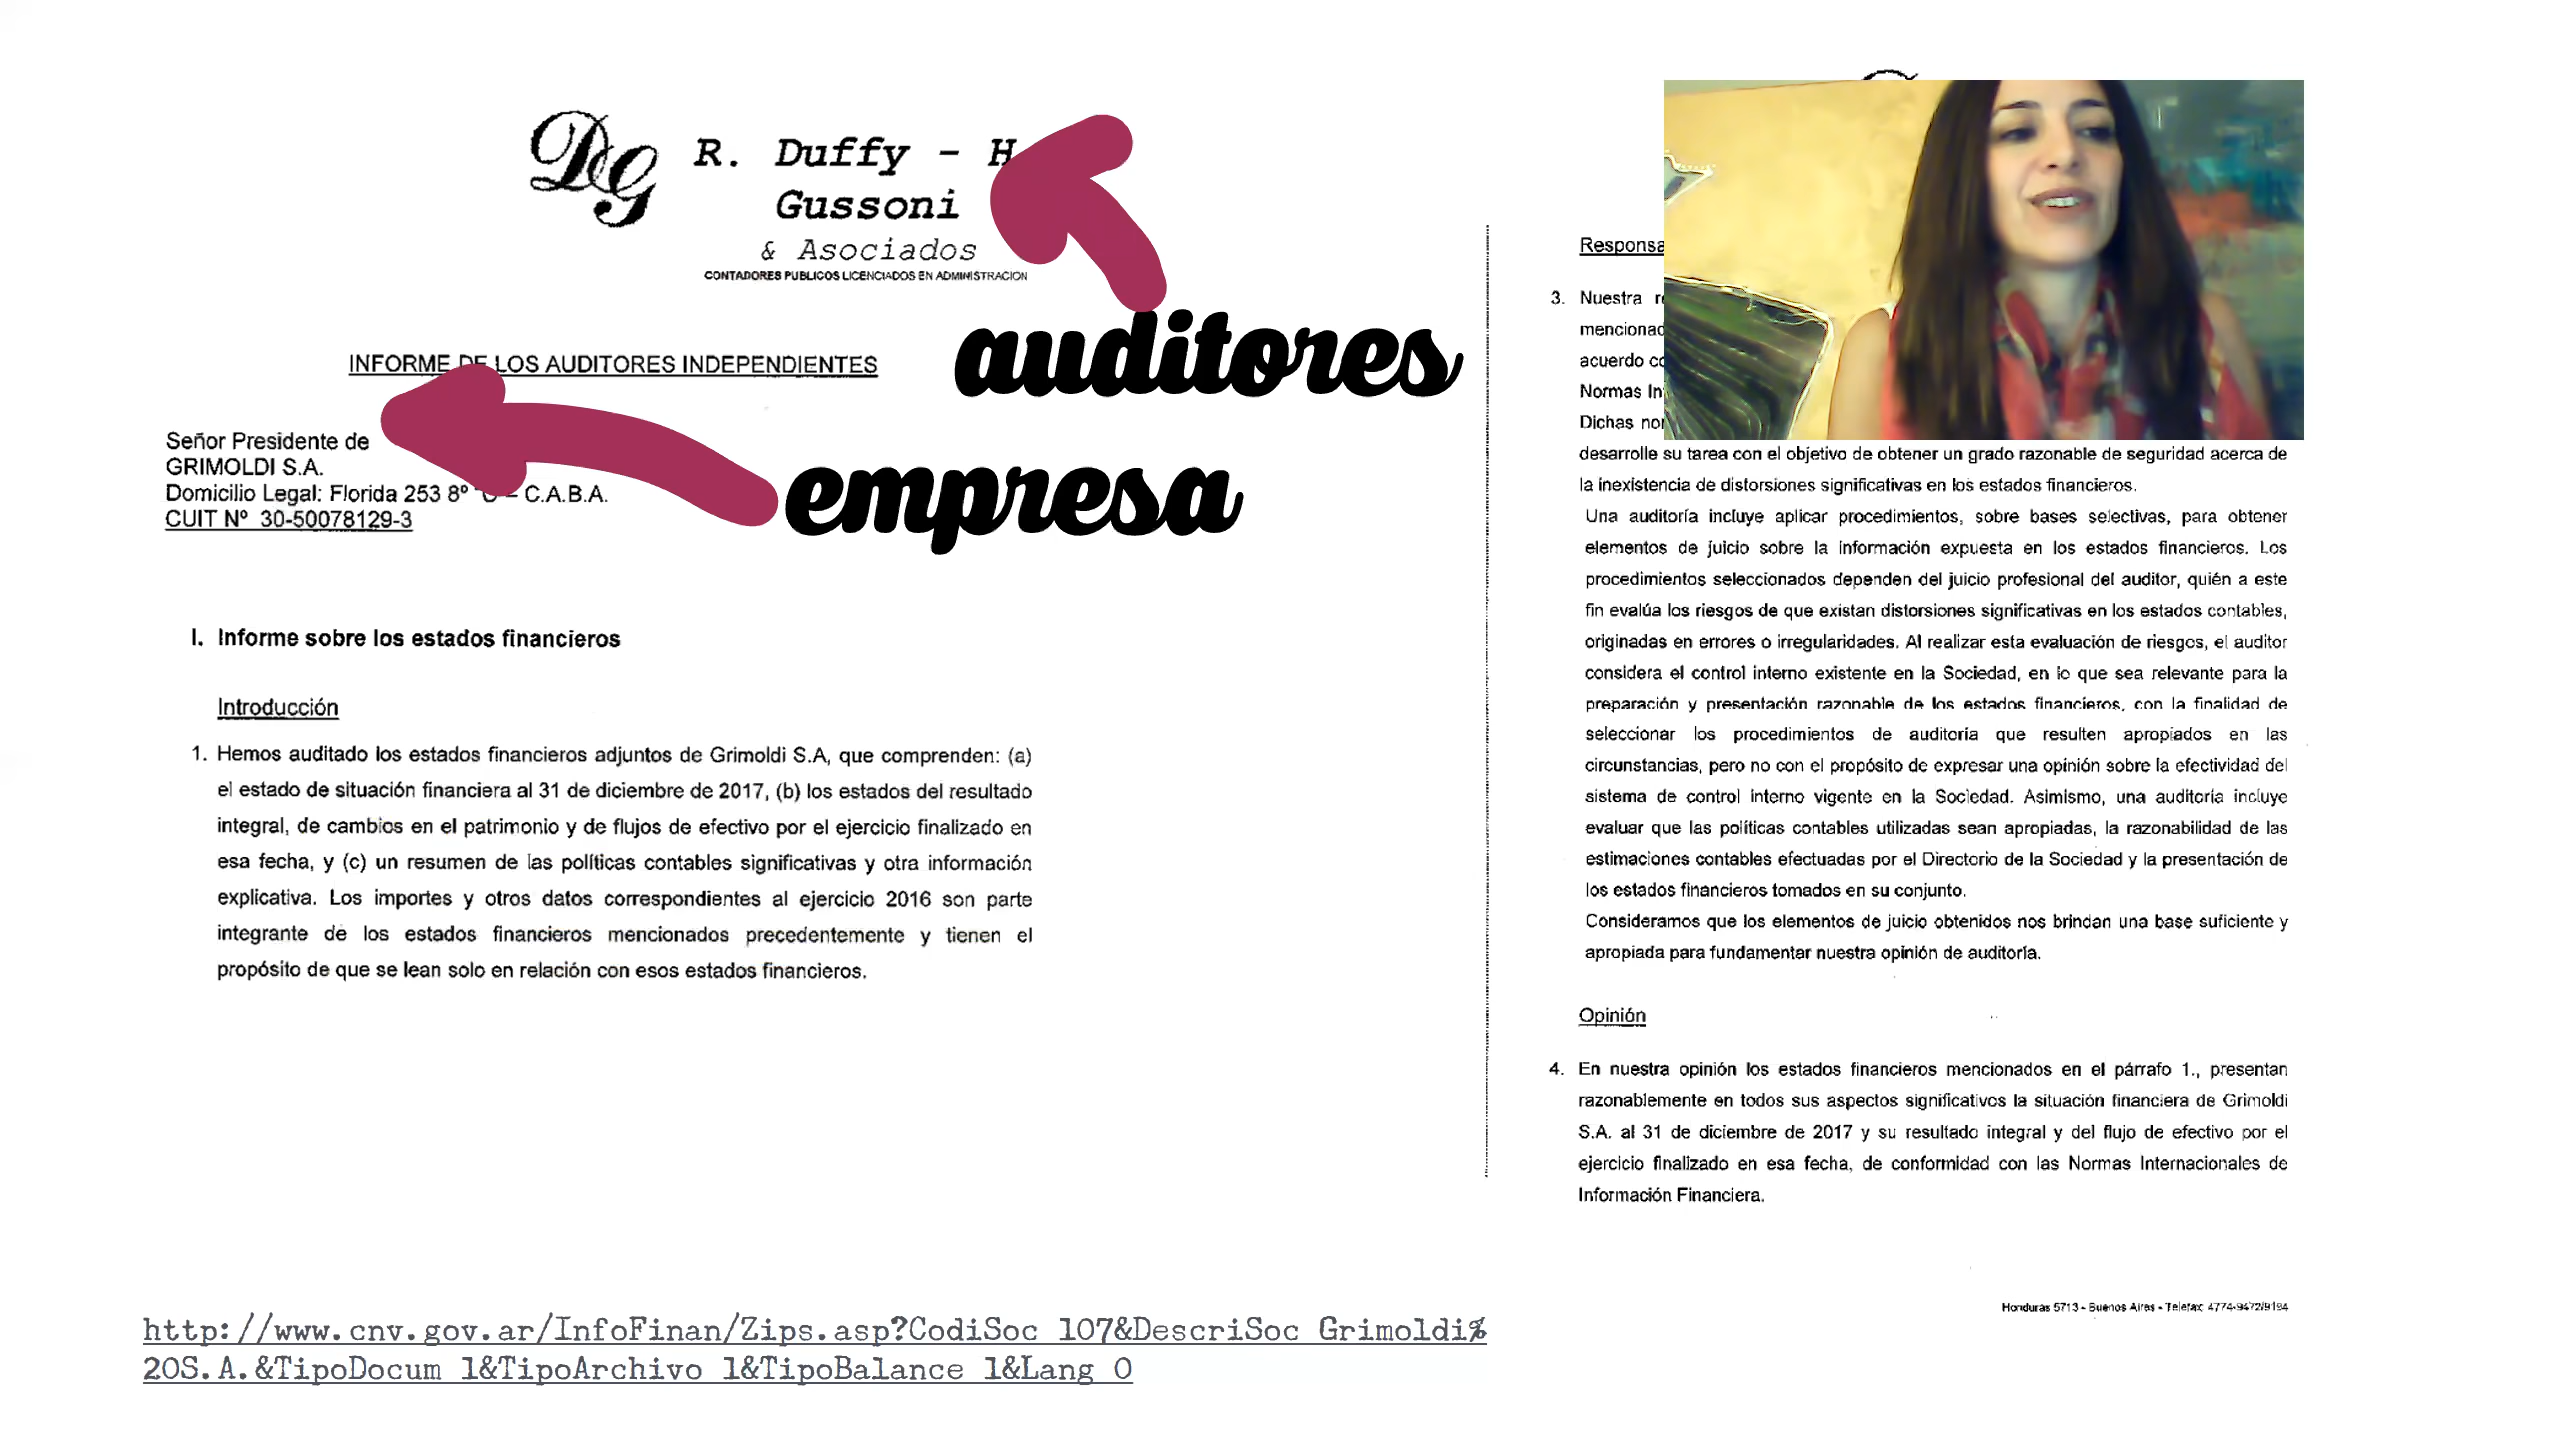 DG
R. Duffy - H
Gussoni
& Asociados
CONTADORES PUBLICOS LICENCIADOS EN ADMINISTRACION
auditores
INFORME DE LOS AUDITORES INDEPENDIENTES
empresa
Señor Presidente de
GRIMOLDI S.A.
Domicilio Legal: Florida 253 8º – C.A.B.A.
CUIT Nº 30-50078129-3
I. Informe sobre los estados financieros
Introducción
1. Hemos auditado los estados financieros adjuntos de Grimoldi S.A, que comprenden: (a)
el estado de situación financiera al 31 de diciembre de 2017, (b) los estados del resultado
integral, de cambios en el patrimonio y de flujos de efectivo por el ejercicio finalizado en
esa fecha, y (c) un resumen de las políticas contables significativas y otra información
explicativa. Los importes y otros datos correspondientes al ejercicio 2016 son parte
integrante de los estados financieros mencionados precedentemente y tienen el
propósito de que se lean solo en relación con esos estados financieros.
http://www.cnv.gov.ar/InfoFinan/Zips.asp?CodiSoc 107&DescriSoc Grimoldi%
20S.A.&TipoDocum 1&TipoArchivo 1&TipoBalance 1&Lang 0
Responsa
3. Nuestra
mencionad
acuerdo
Normas
Dichas
desarrolle su tarea con el objetivo de obtener un grado razonable de seguridad acerca de
la inexistencia de distorsiones significativas en los estados financieros.
Una auditoría incluye aplicar procedimientos, sobre bases selectivas, para obtener
elementos de juicio sobre la información expuesta en los estados financieros. Los
procedimientos seleccionados dependen del juicio profesional del auditor, quién a este
fin evalúa los riesgos de que existan distorsiones significativas en los estados contables,
originadas en errores o irregularidades. Al realizar esta evaluación de riesgos, el auditor
considera el control interno existente en la Sociedad, en lo que sea relevante para la
preparación y presentación razonable de los estados financieros, con la finalidad de
seleccionar los procedimientos de auditoría que resulten apropiados en las
circunstancias, pero no con el propósito de expresar una opinión sobre la efectividad del
sistema de control interno vigente en la Sociedad. Asimismo, una auditoría incluye
evaluar que las políticas contables utilizadas sean apropiadas, la razonabilidad de las
estimaciones contables efectuadas por el Directorio de la Sociedad y la presentación de
los estados financieros tomados en su conjunto.
Consideramos que los elementos de juicio obtenidos nos brindan una base suficiente y
apropiada para fundamentar nuestra opinión de auditoría.
Opinión
4. En nuestra opinión los estados financieros mencionados en el párrafo 1., presentan
razonablemente en todos sus aspectos significativos la situación financiera de Grimoldi
S.A. al 31 de diciembre de 2017 y su resultado integral y del flujo de efectivo por el
ejercicio finalizado en esa fecha, de conformidad con las Normas Internacionales de
Información Financiera.
Honduras 5713 - Buenos Aires - Telefax: 4774-9472/9194